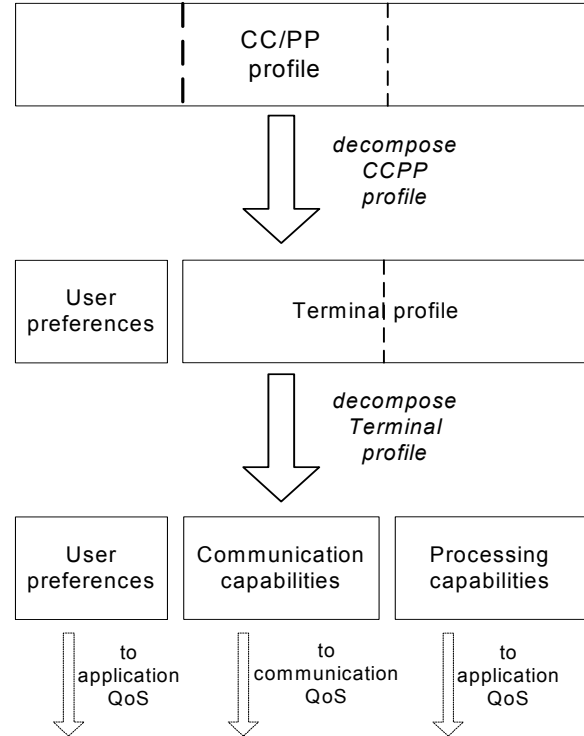 CC/PP
profile
decompose
CCPP
profile
User
preferences
Terminal profile
decompose
Terminal
profile
User
preferences
Communication
capabilities
Processing
capabilities
to
application
QoS
to
communication
QoS
to
application
QoS